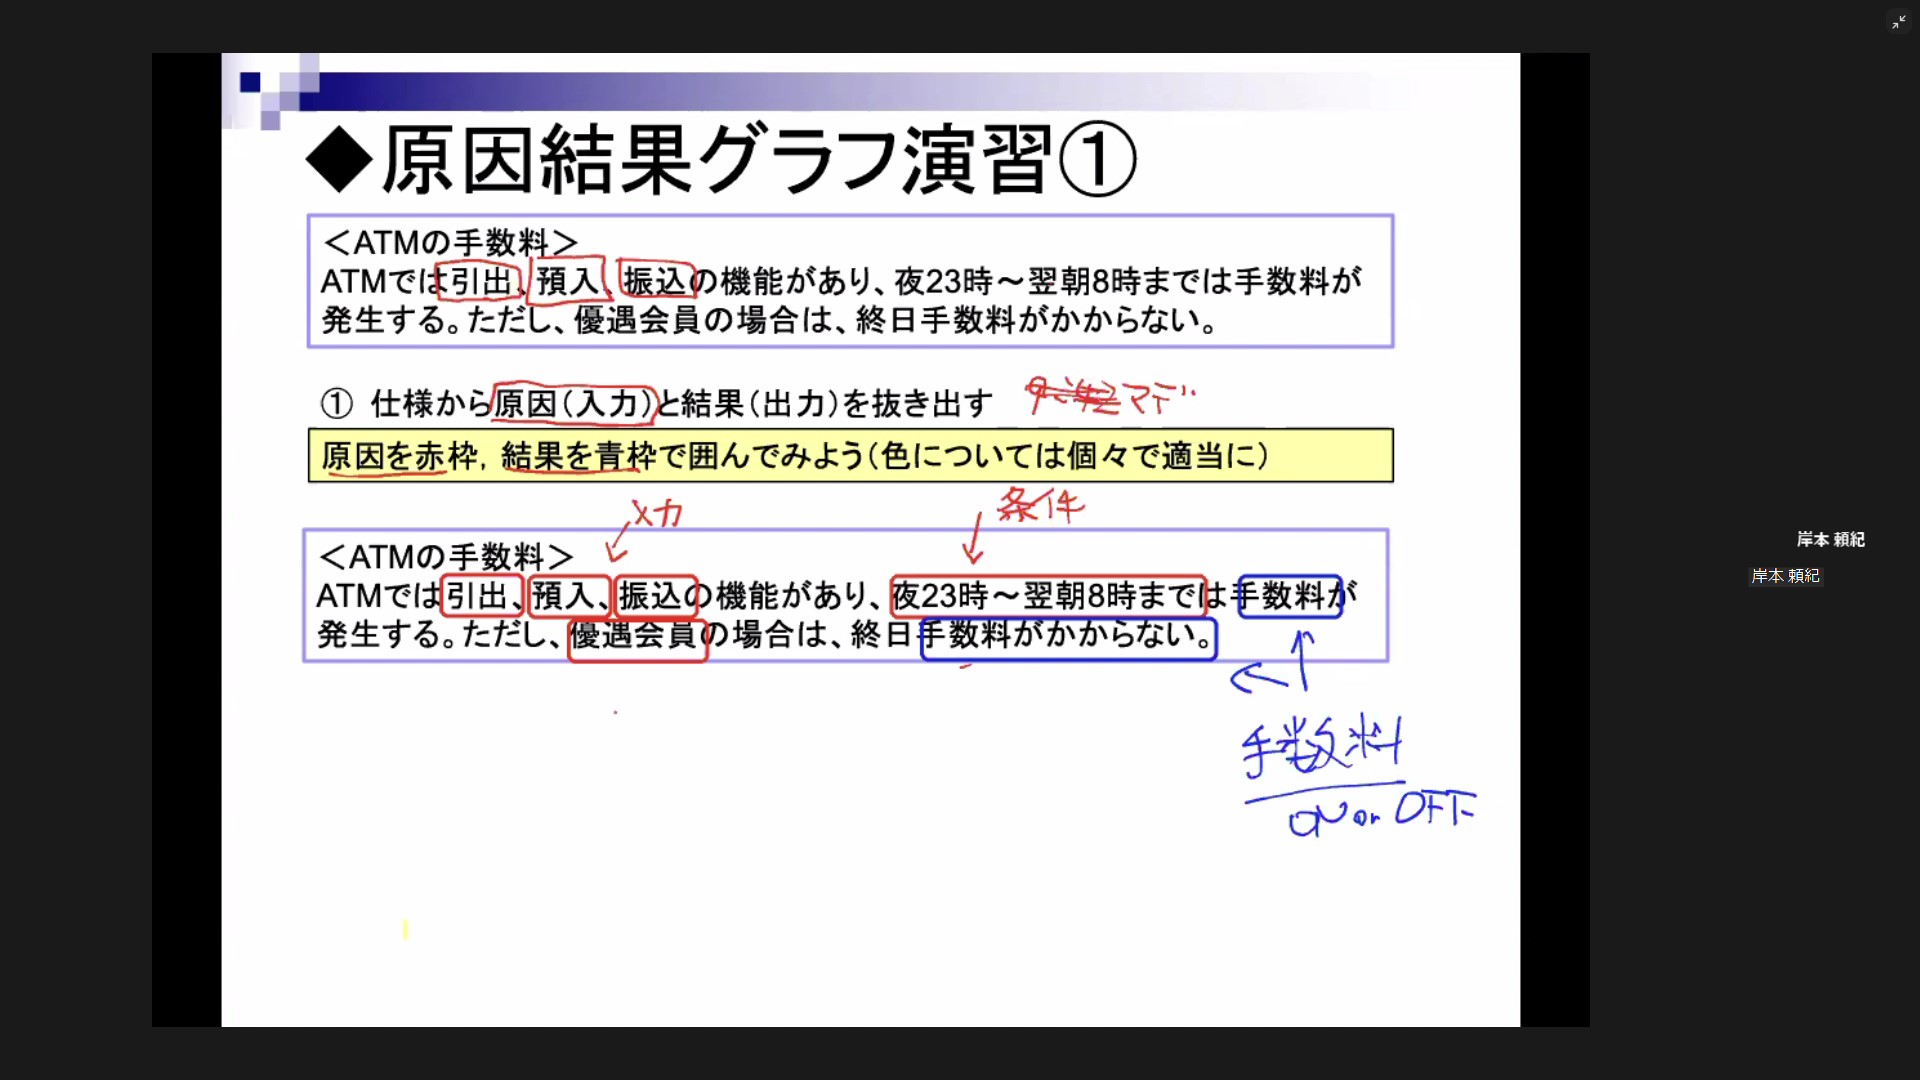 ◆原因結果グラフ演習①
＜ATMの手数料＞
ATMでは引出、預入、振込の機能があり、夜23時～翌朝8時までは手数料が
発生する。ただし、優遇会員の場合は、終日手数料がかからない。
① 仕様から原因（入力）と結果（出力）を抜き出す
マデ
原因を赤枠，結果を青枠で囲んでみよう（色については個々で適当に）
入力
条件
＜ATMの手数料＞
ATMでは引出、預入、振込の機能があり、夜23時～翌朝8時までは手数料が
発生する。ただし、優遇会員の場合は、終日手数料がかからない。
手数料
ON or OFF
岸本 頼紀
岸本 頼紀